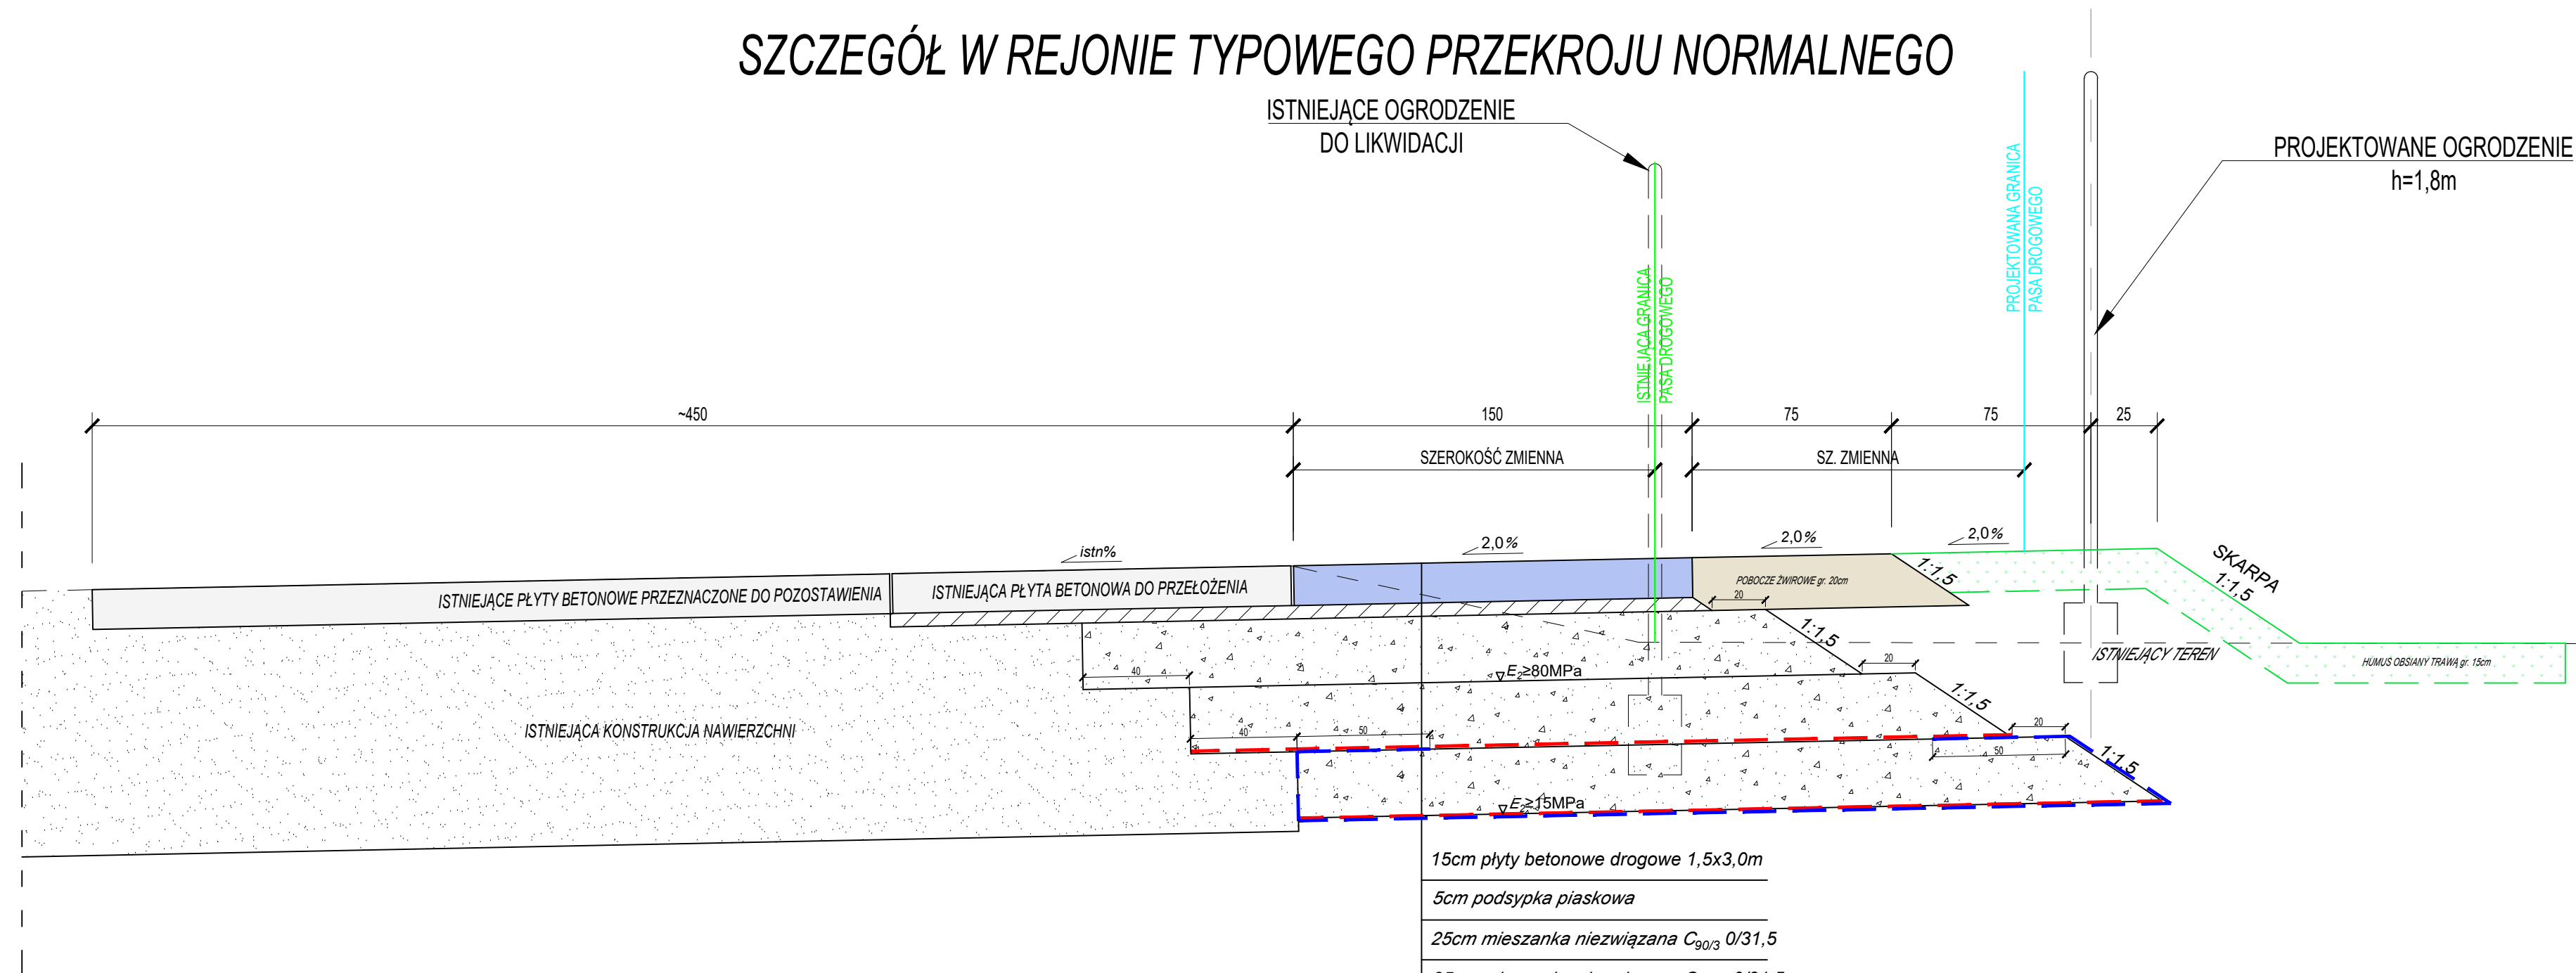 SZCZEGÓŁ W REJONIE TYPOWEGO PRZEKROJU NORMALNEGO
ISTNIEJĄCE OGRODZENIE
DO LIKWIDACJI
PROJEKTOWANE OGRODZENIE
h=1,8m
PROJEKTOWANA GRANICA
PASA DROGOWEGO
ISTNIEJĄCA GRANICA
PASA DROGOWEGO
~450
150
75
75
25
SZEROKOŚĆ ZMIENNA
SZ. ZMIENNA
istn%
2,0%
2,0%
2,0%
SKARPA
1:1,5
ISTNIEJĄCE PŁYTY BETONOWE PRZEZNACZONE DO POZOSTAWIENIA
ISTNIEJĄCA PŁYTA BETONOWA DO PRZEŁOŻENIA
POBOCZE ŻWIROWE gr. 20cm
1:1,5
20
1:1,5
ISTNIEJĄCY TEREN
HUMUS OBSIANY TRAWĄ gr. 15cm
40
E₂≥80MPa
20
1:1,5
ISTNIEJĄCA KONSTRUKCJA NAWIERZCHNI
40
50
20
50
1:1,5
E₂≥15MPa
15cm płyty betonowe drogowe 1,5x3,0m
5cm podsypka piaskowa
25cm mieszanka niezwiązana C90/3 0/31,5